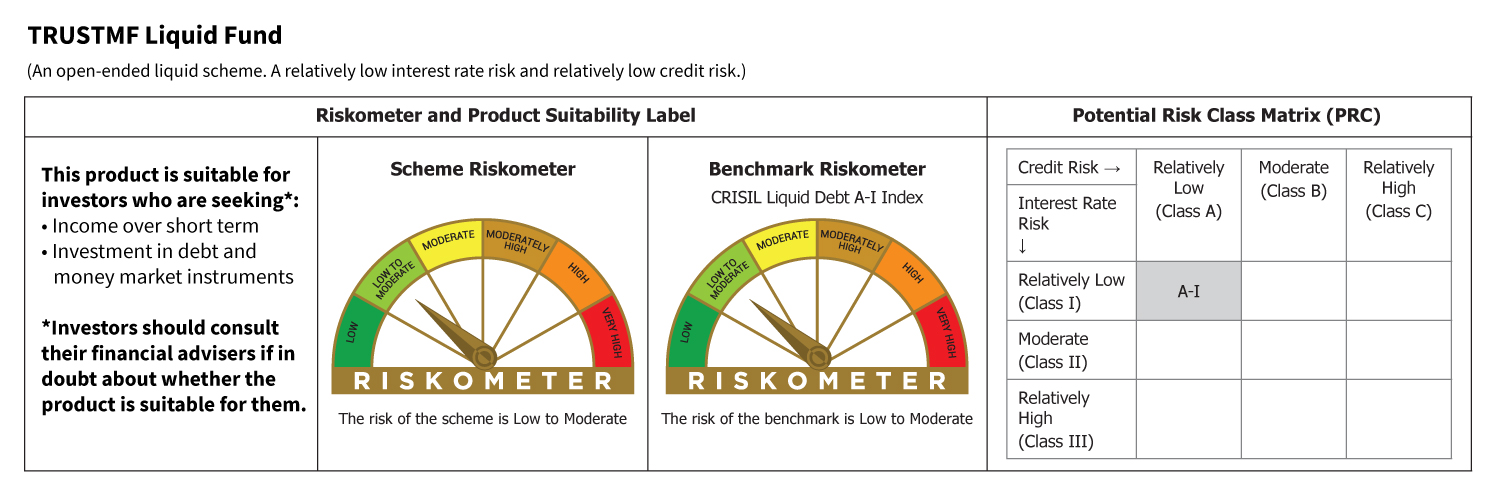 TRUSTMF Liquid Fund
(An open-ended liquid scheme. A relatively low interest rate risk and relatively low credit risk.)
Riskometer and Product Suitability Label
Potential Risk Class Matrix (PRC)
This product is suitable for
investors who are seeking*:
• Income over short term
• Investment in debt and
money market instruments
*Investors should consult
their financial advisers if in
doubt about whether the
product is suitable for them.
Scheme Riskometer
LOW
LOW TO
MODERATE
MODERATE
MODERATELY
HIGH
HIGH
VERY HIGH
RISKOMETER
The risk of the scheme is Low to Moderate
Benchmark Riskometer
CRISIL Liquid Debt A-I Index
LOW
LOW TO
MODERATE
MODERATE
MODERATELY
HIGH
HIGH
VERY HIGH
RISKOMETER
The risk of the benchmark is Low to Moderate
Credit Risk →
Interest Rate
Risk
↓
Relatively
Low
(Class A)
Moderate
(Class B)
Relatively
High
(Class C)
Relatively Low
(Class I)
A-I
Moderate
(Class II)
Relatively
High
(Class III)